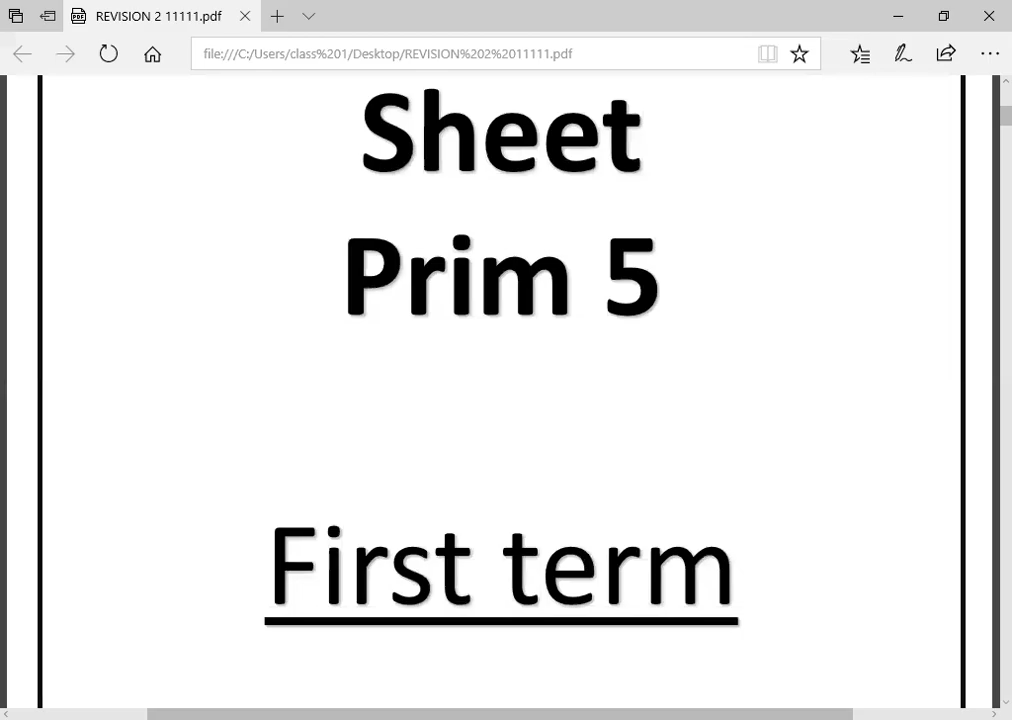 REVISION 2 11111.pdf
file:///C:/Users/class%201/Desktop/REVISION%202%2011111.pdf
Sheet
Prim 5
First term